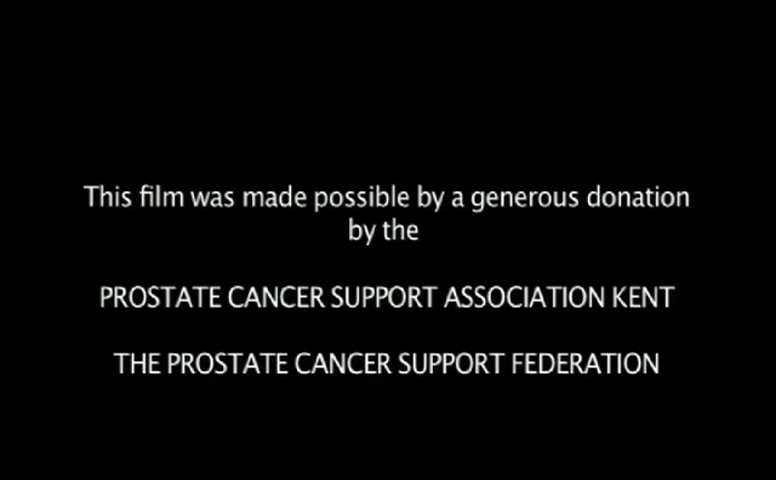 This film was made possible by a generous donation
by the
PROSTATE CANCER SUPPORT ASSOCIATION KENT
THE PROSTATE CANCER SUPPORT FEDERATION